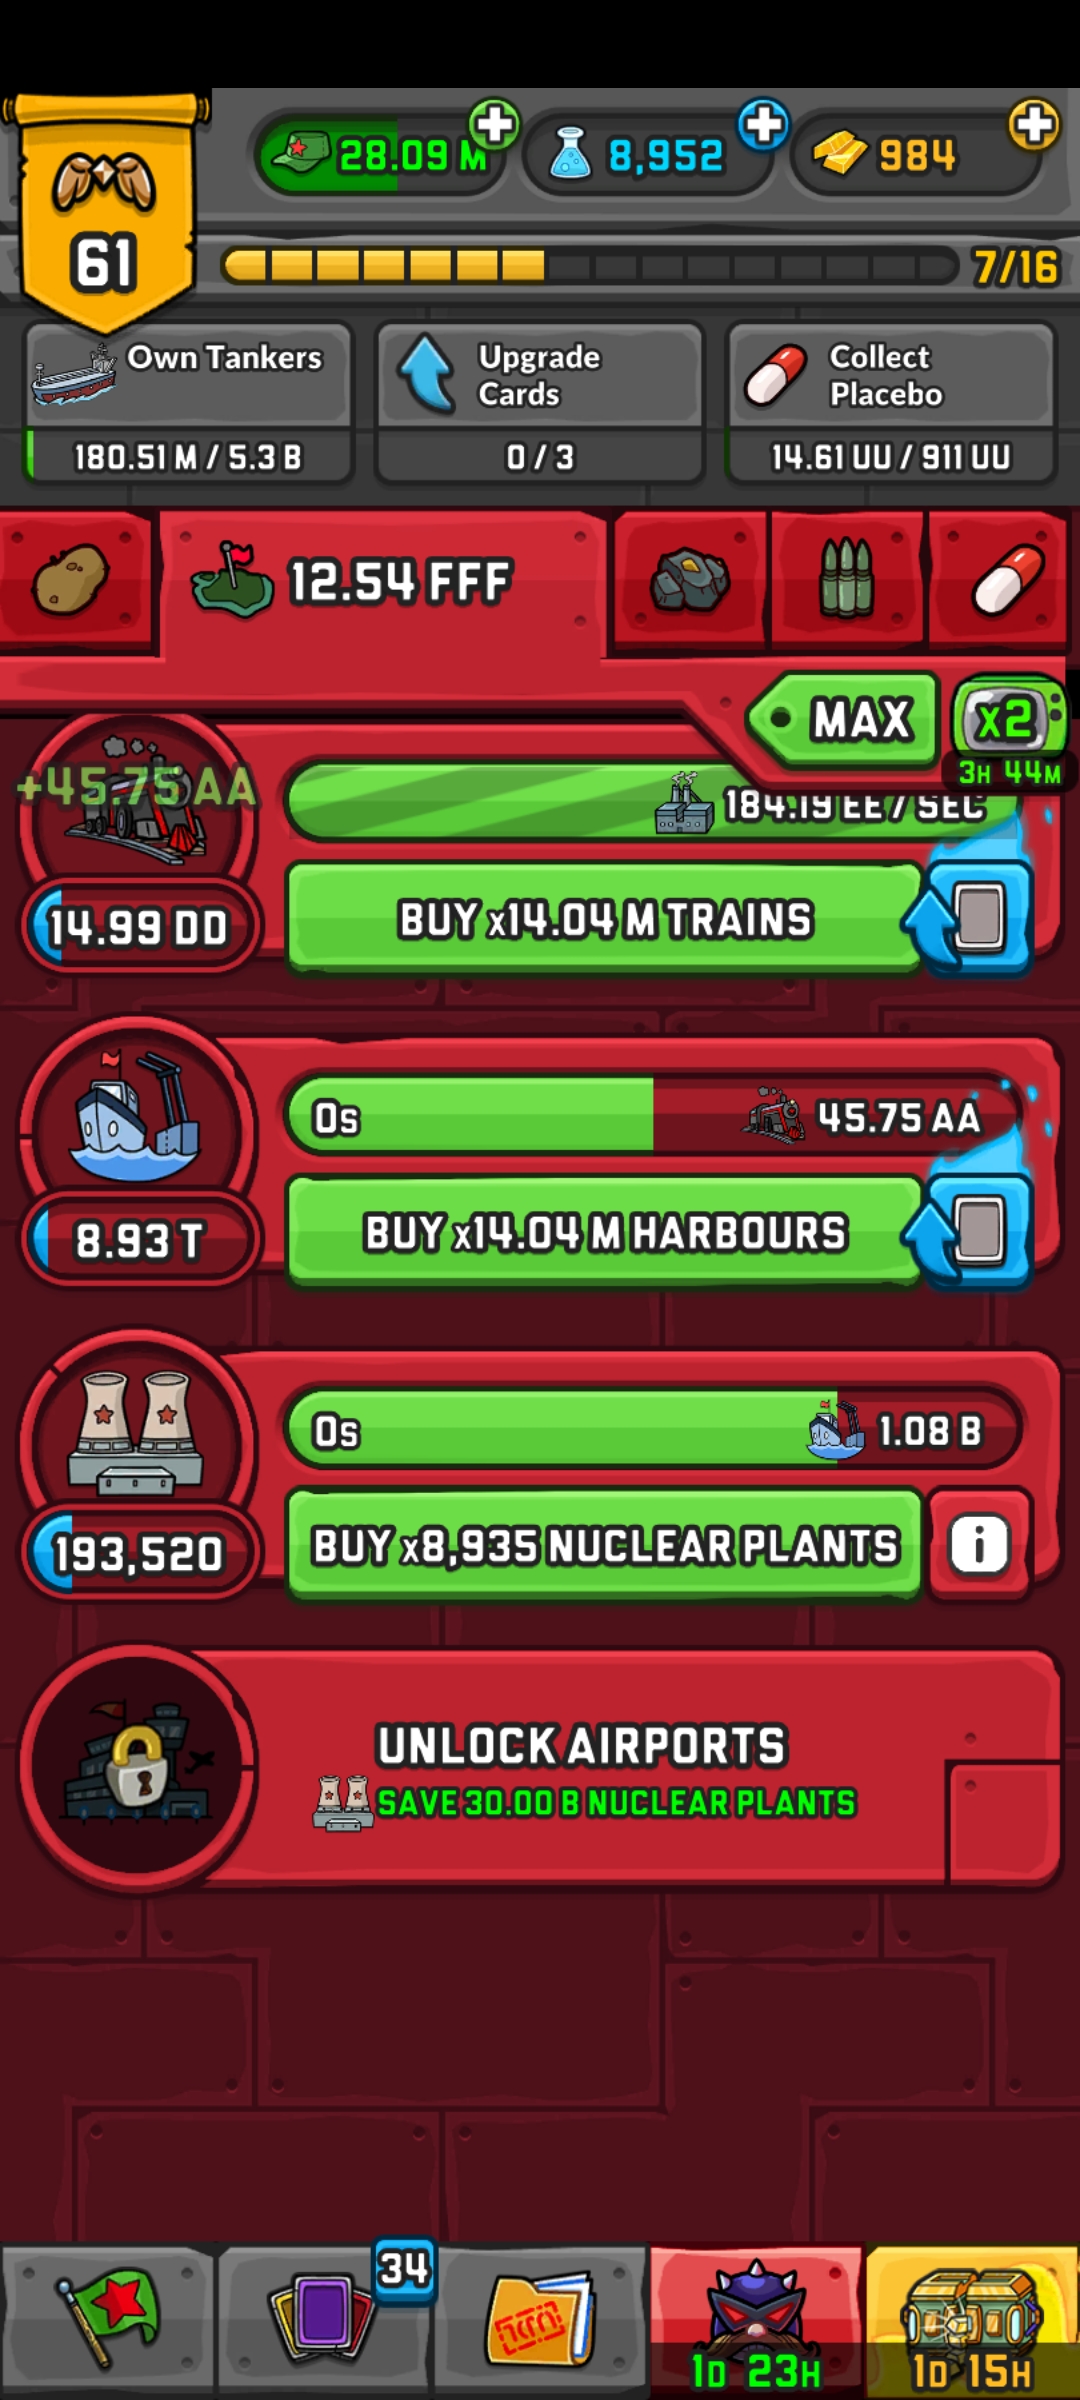 28.09 M
8,952
984
61
7/16
Own Tankers
180.51 M / 5.3 B
Upgrade
Cards
0 / 3
Collect
Placebo
14.61 UU / 911 UU
12.54 FFF
MAX
x2
3H 44M
+45.75 AA
184.19 EE / SEC
14.99 DD
BUY x14.04 M TRAINS
0s
45.75 AA
8.93 T
BUY x14.04 M HARBOURS
0s
1.08 B
193,520
BUY x8,935 NUCLEAR PLANTS
i
UNLOCK AIRPORTS
SAVE 30.00 B NUCLEAR PLANTS
34
1D 23H
1D 15H